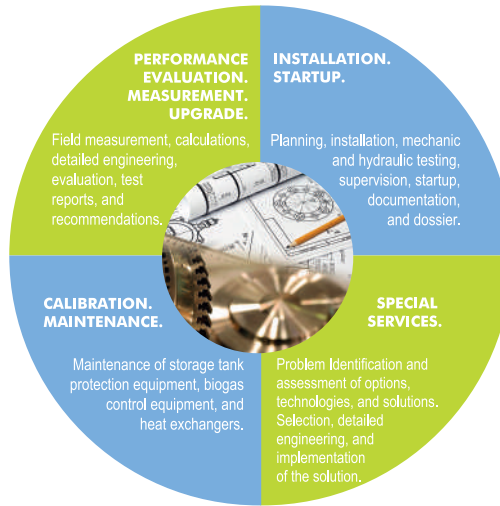 PERFORMANCE
EVALUATION.
MEASUREMENT.
UPGRADE.
Field measurement, calculations,
detailed engineering,
evaluation, test
reports, and
recommendations.
INSTALLATION.
STARTUP.
Planning, installation, mechanic
and hydraulic testing,
supervision, startup,
documentation,
and dossier.
CALIBRATION.
MAINTENANCE.
Maintenance of storage tank
protection equipment, biogas
control equipment, and
heat exchangers.
SPECIAL
SERVICES.
Problem Identification and
assessment of options,
technologies, and solutions.
Selection, detailed
engineering, and
implementation
of the solution.